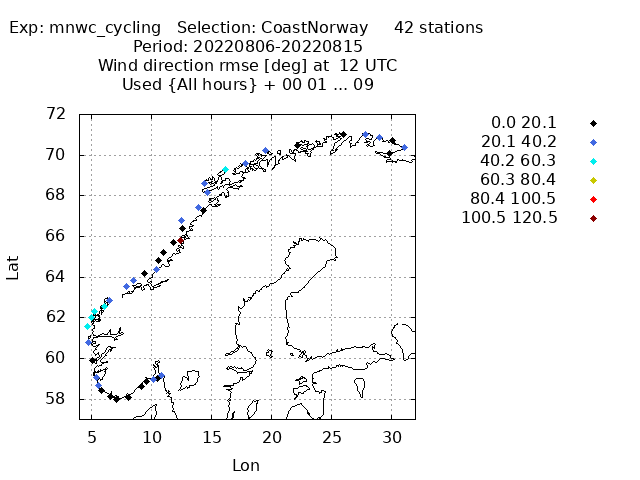 Exp: mnwc_cycling   Selection: CoastNorway     42 stations
Period: 20220806-20220815
Wind direction rmse [deg] at  12 UTC
Used {All hours} + 00 01 ... 09
0.0 20.1
20.1 40.2
40.2 60.3
60.3 80.4
80.4 100.5
100.5 120.5
72
70
68
66
64
62
60
58
Lat
5 10 15 20 25 30
Lon